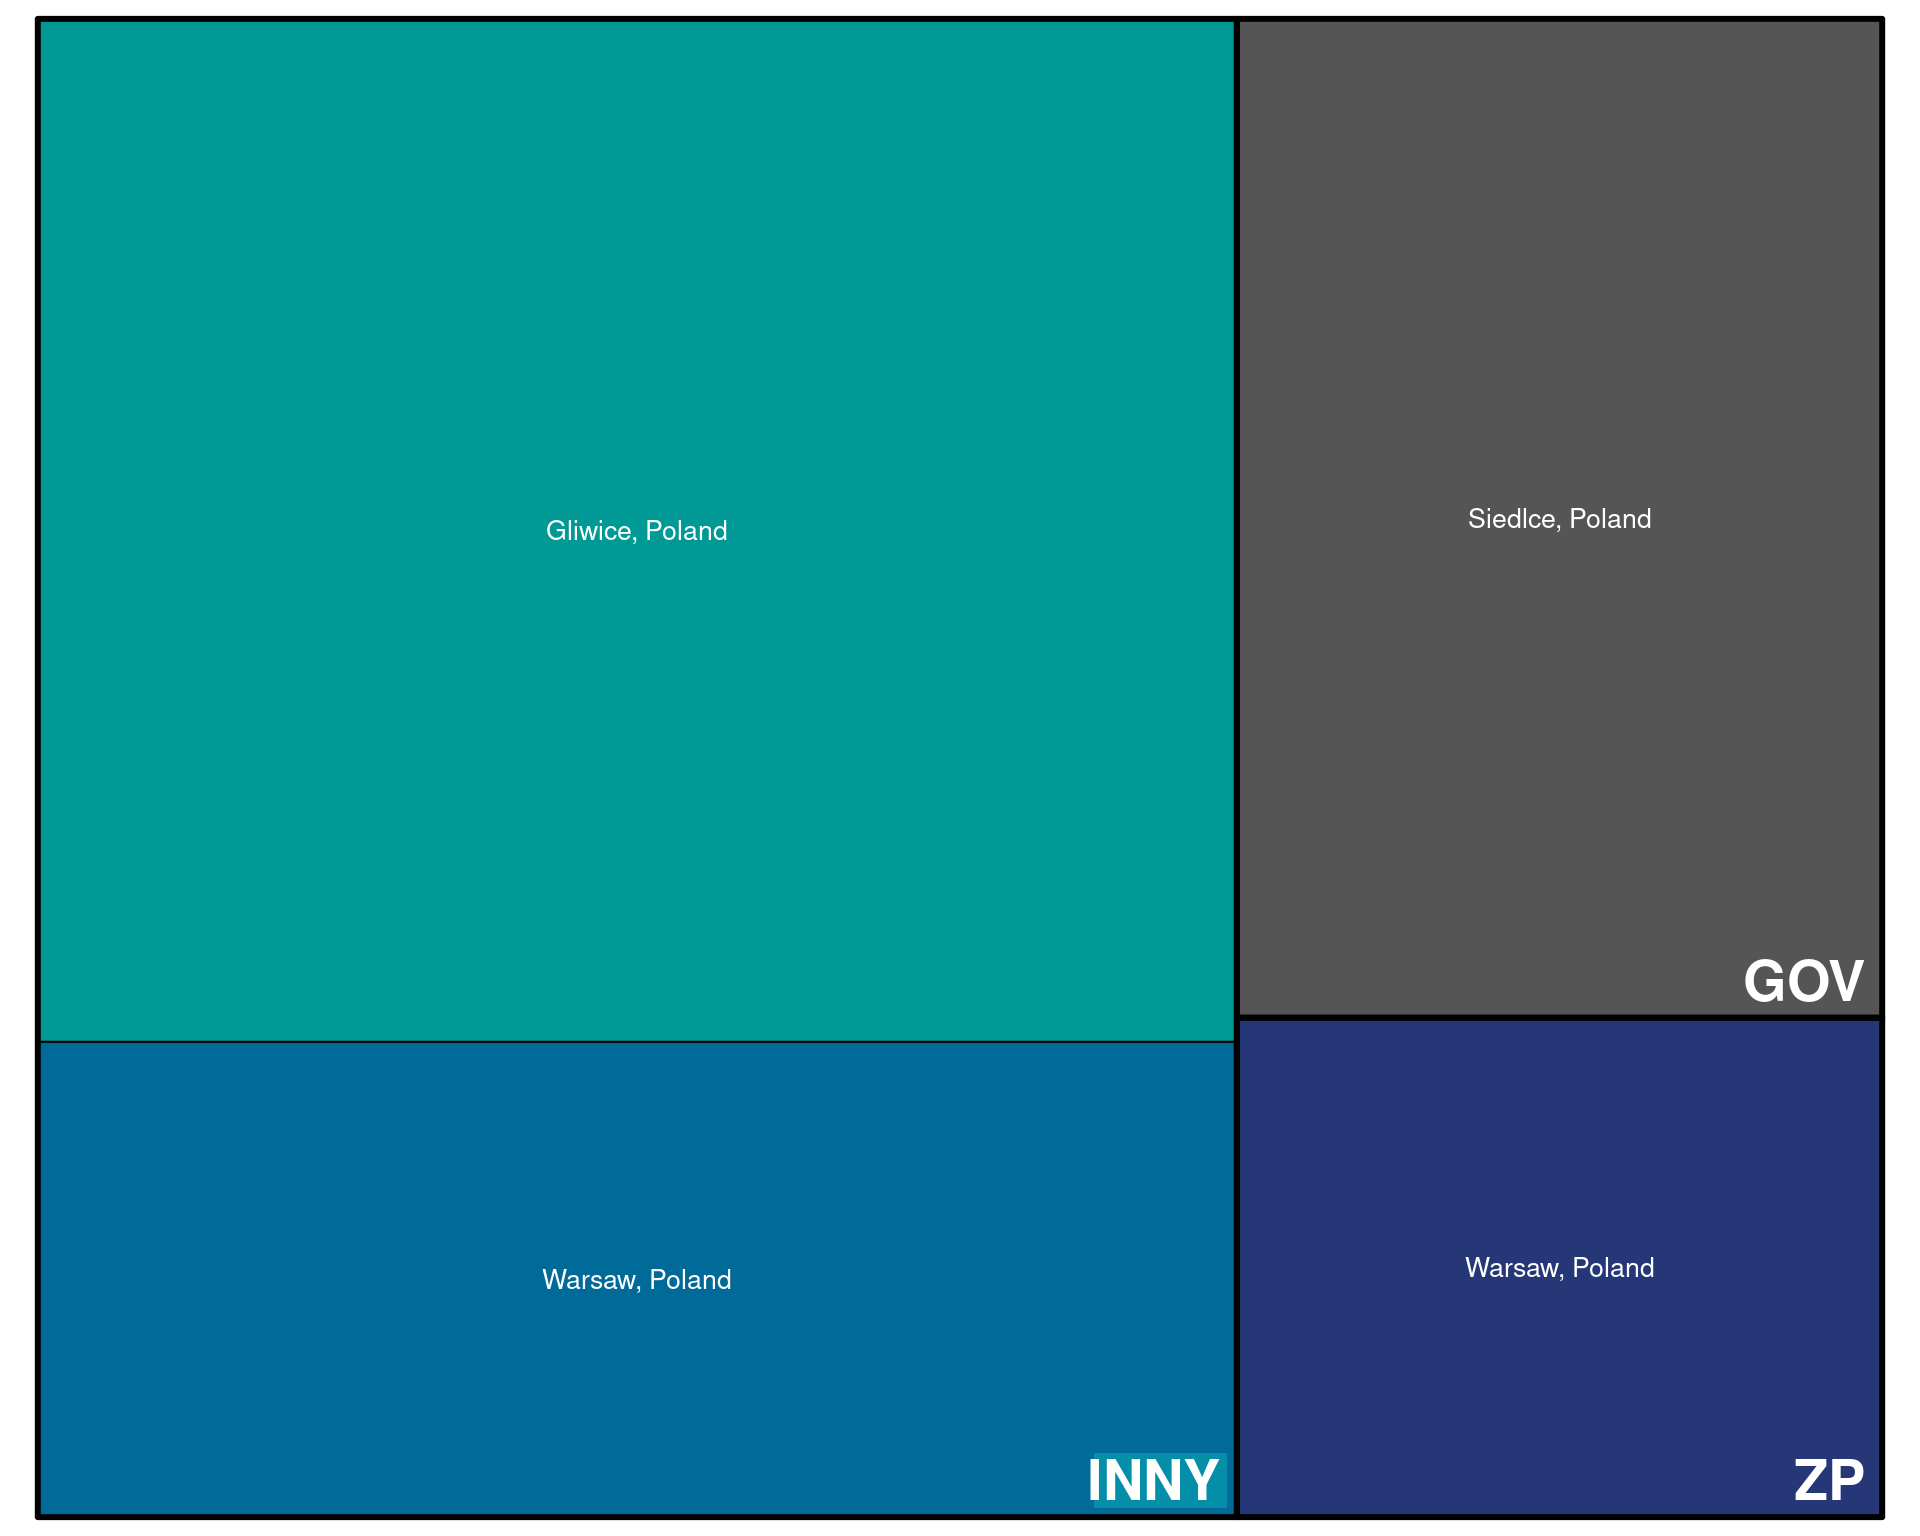 Gliwice, Poland
Siedlce, Poland
GOV
Warsaw, Poland
INNY
Warsaw, Poland
ZP